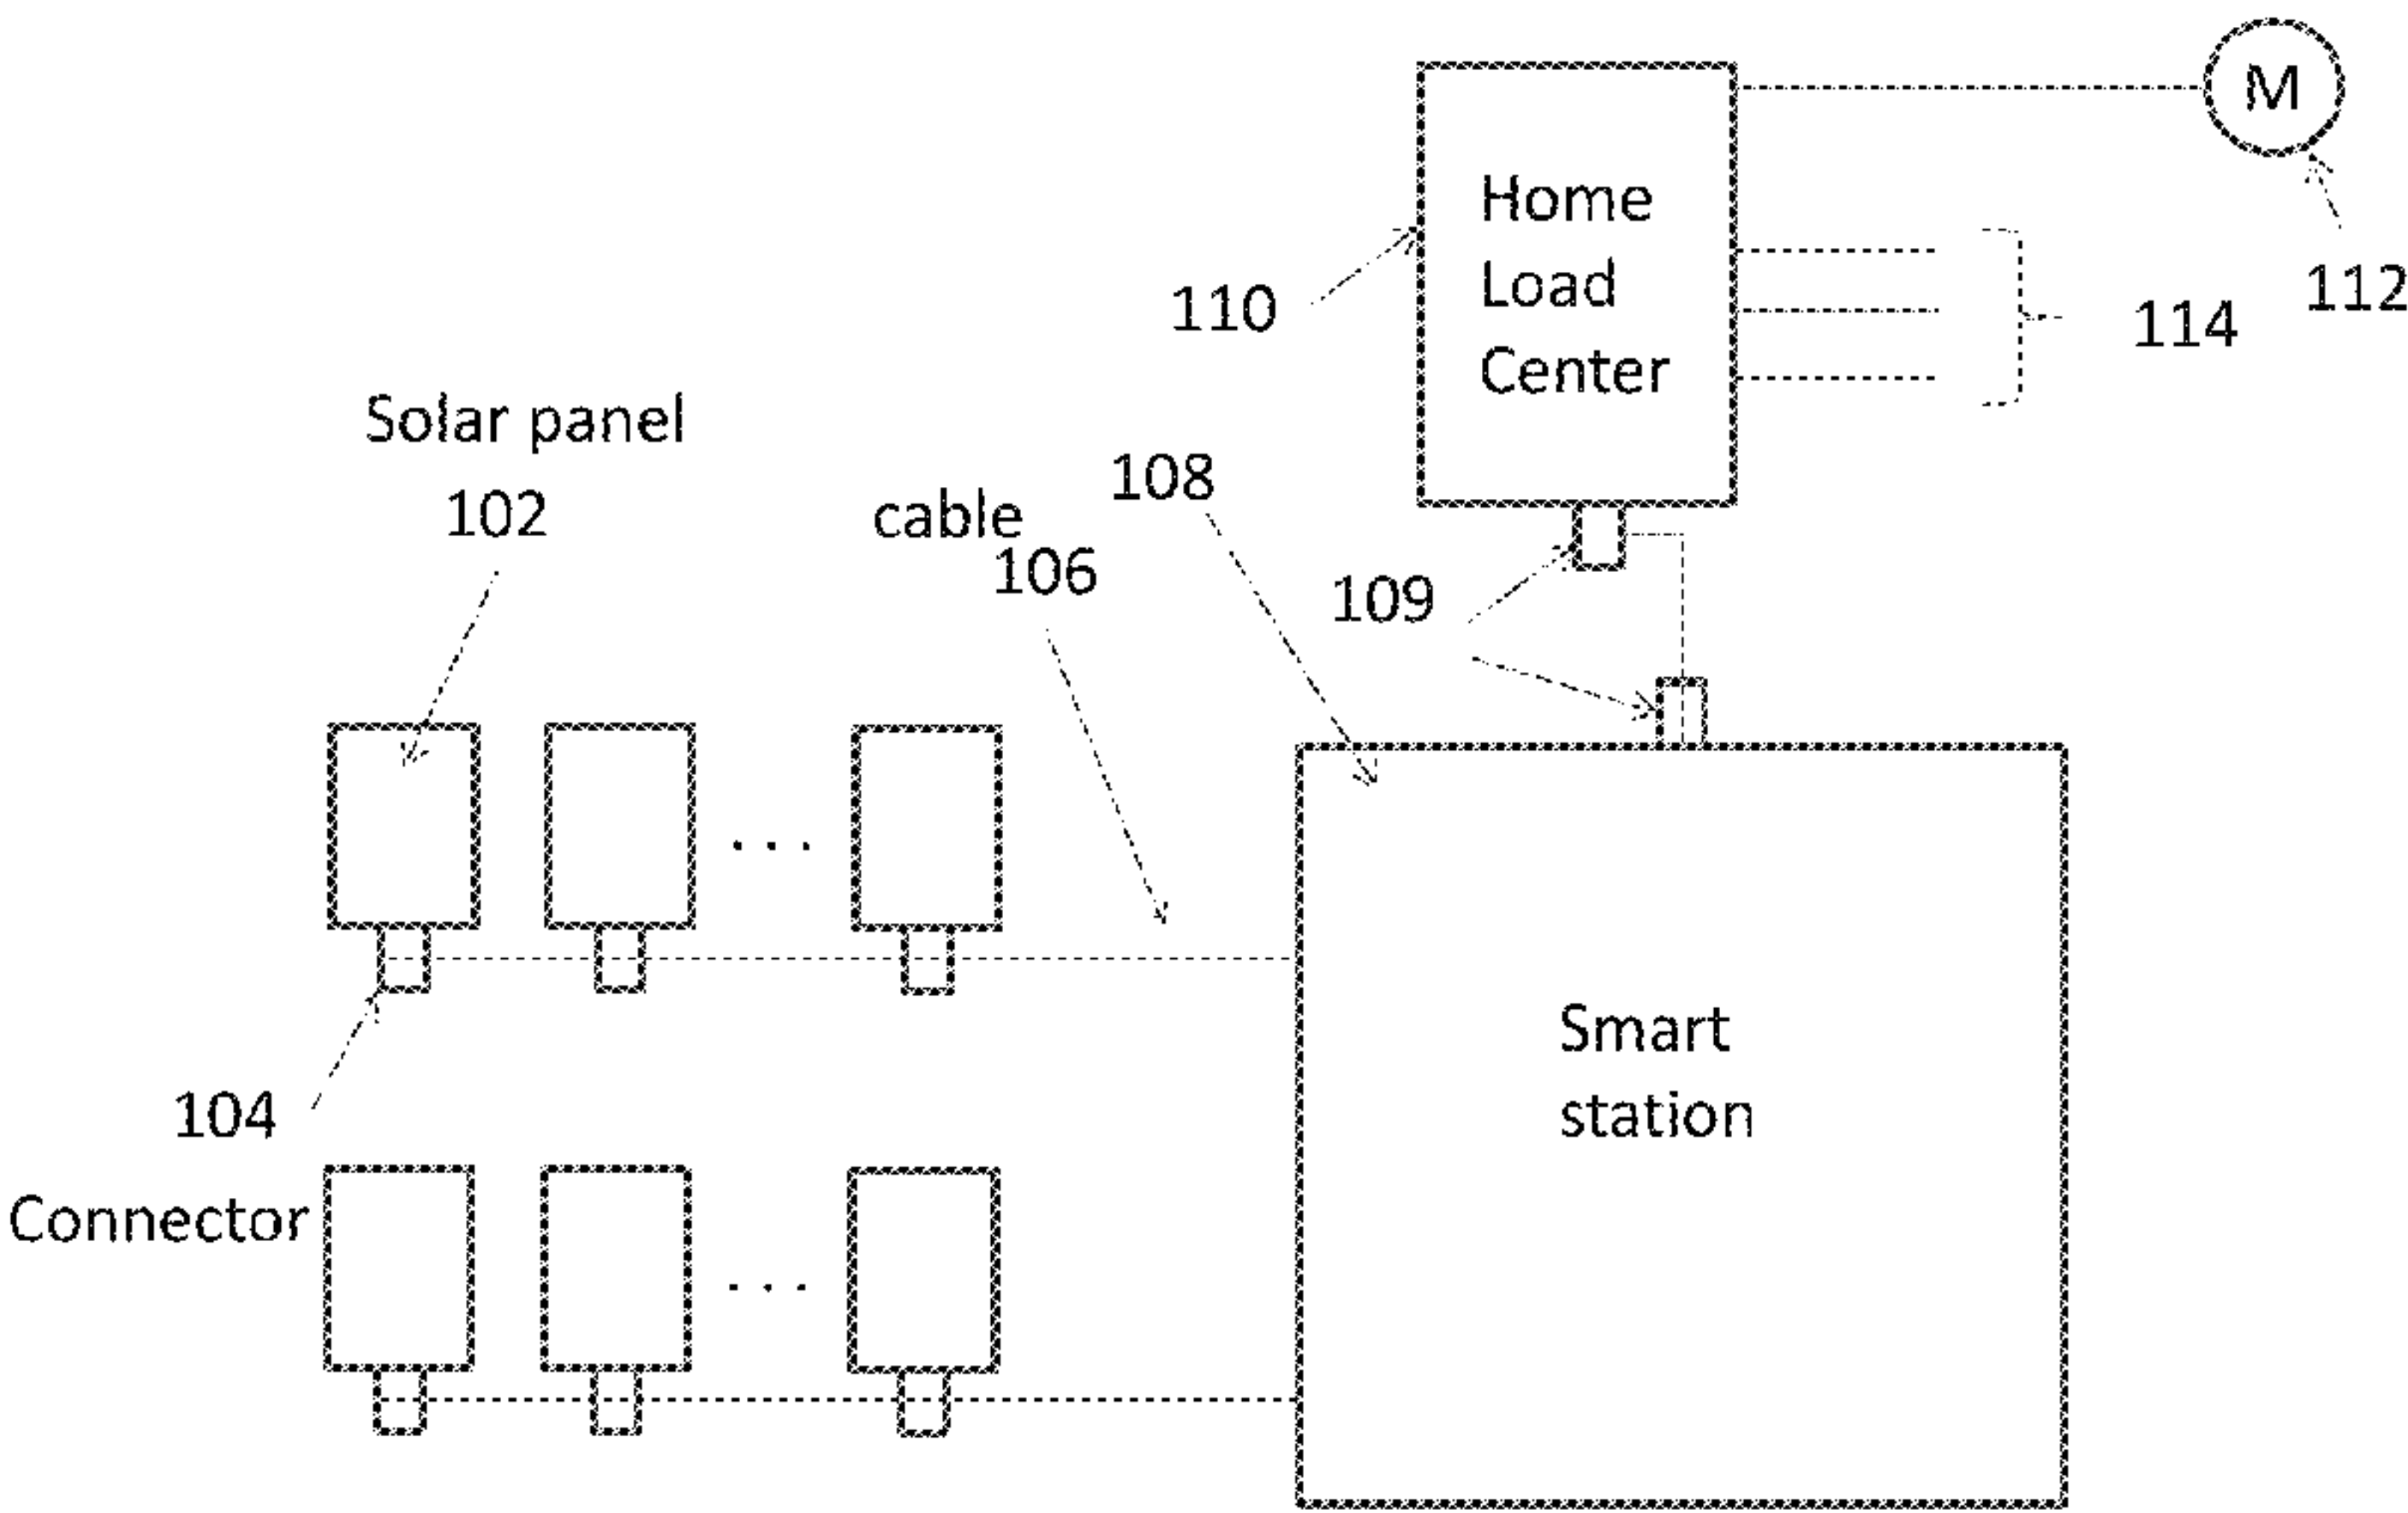 M
Home
Load
Center
110
112
114
Solar panel
102
cable
106
108
109
104
Connector
Smart
station